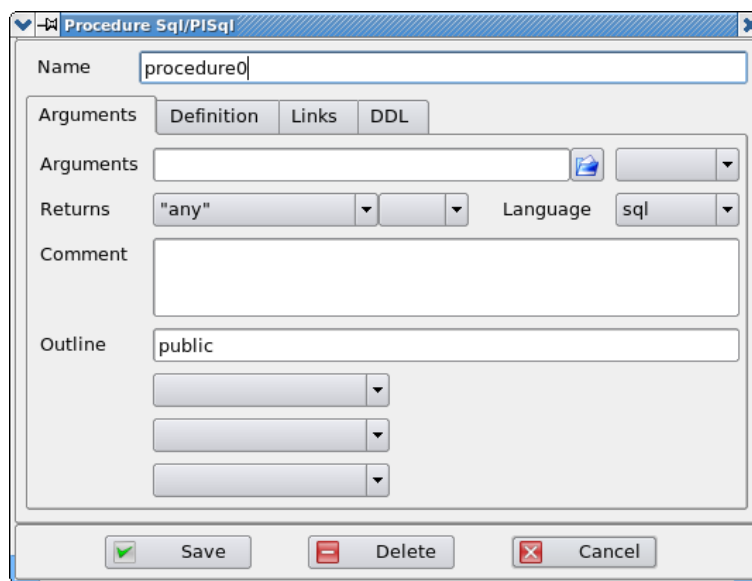 Procedure Sql/PlSql
Name procedure0
Arguments Definition Links DDL
Arguments
Returns "any" Language sql
Comment
Outline public
Save Delete Cancel